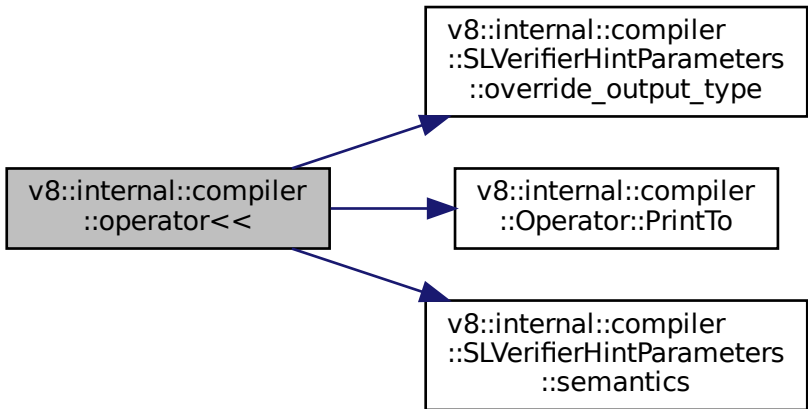 v8::internal::compiler
::SLVerifierHintParameters
::override_output_type
v8::internal::compiler
::operator<<
v8::internal::compiler
::Operator::PrintTo
v8::internal::compiler
::SLVerifierHintParameters
::semantics